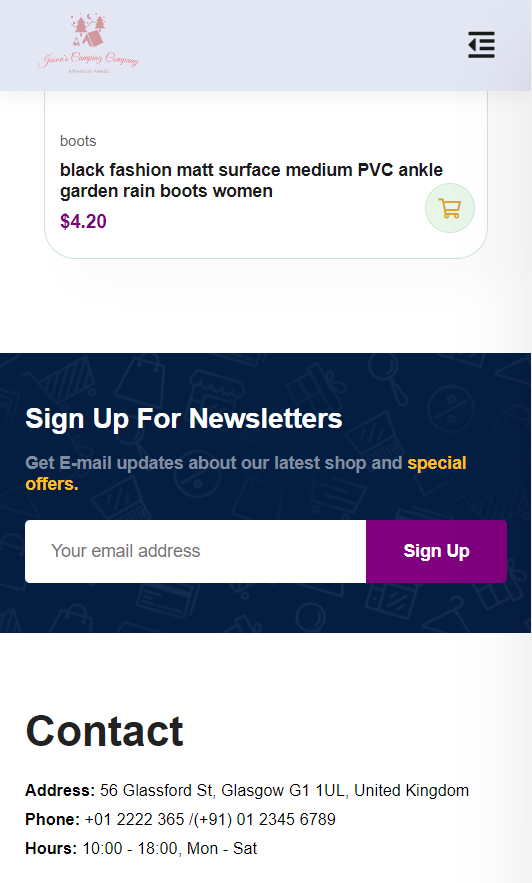 Jason's Camping Company
boots
black fashion matt surface medium PVC ankle
garden rain boots women
$4.20
Sign Up For Newsletters
Get E-mail updates about our latest shop and special
offers.
Your email address
Sign Up
Contact
Address: 56 Glassford St, Glasgow G1 1UL, United Kingdom
Phone: +01 2222 365 /(+91) 01 2345 6789
Hours: 10:00 - 18:00, Mon - Sat